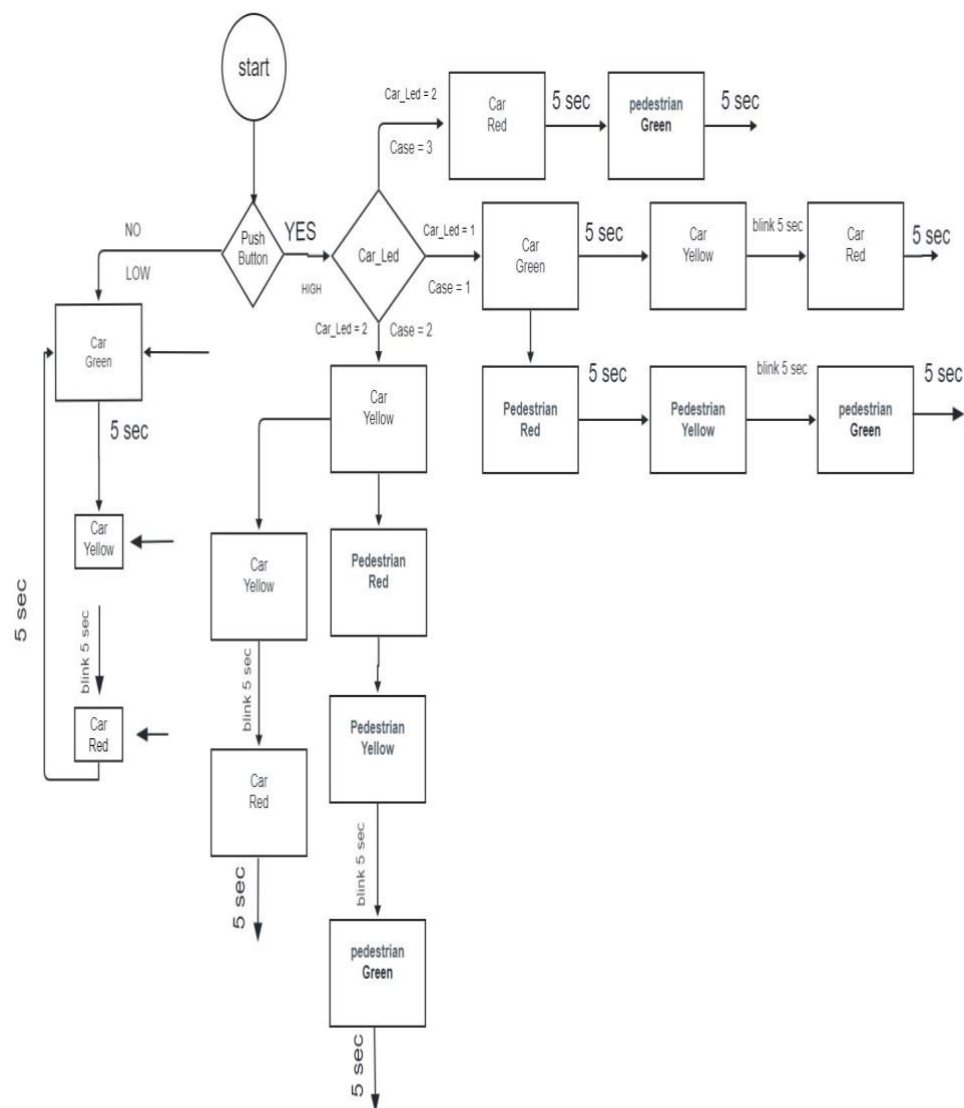 start
Car_Led = 2
Case = 3
Car
Red
5 sec
pedestrian
Green
5 sec
NO
LOW
Push
Button
YES
HIGH
Car_Led
Car_Led = 1
Case = 1
Car
Green
5 sec
Car
Yellow
blink 5 sec
Car
Red
5 sec
Car_Led = 2
Case = 2
Car
Green
5 sec
Pedestrian
Red
5 sec
Pedestrian
Yellow
blink 5 sec
pedestrian
Green
5 sec
Car
Yellow
Car
Yellow
5 sec
blink 5 sec
Car
Red
Car
Yellow
blink 5 sec
Car
Red
5 sec
Pedestrian
Red
Pedestrian
Yellow
blink 5 sec
pedestrian
Green
5 sec